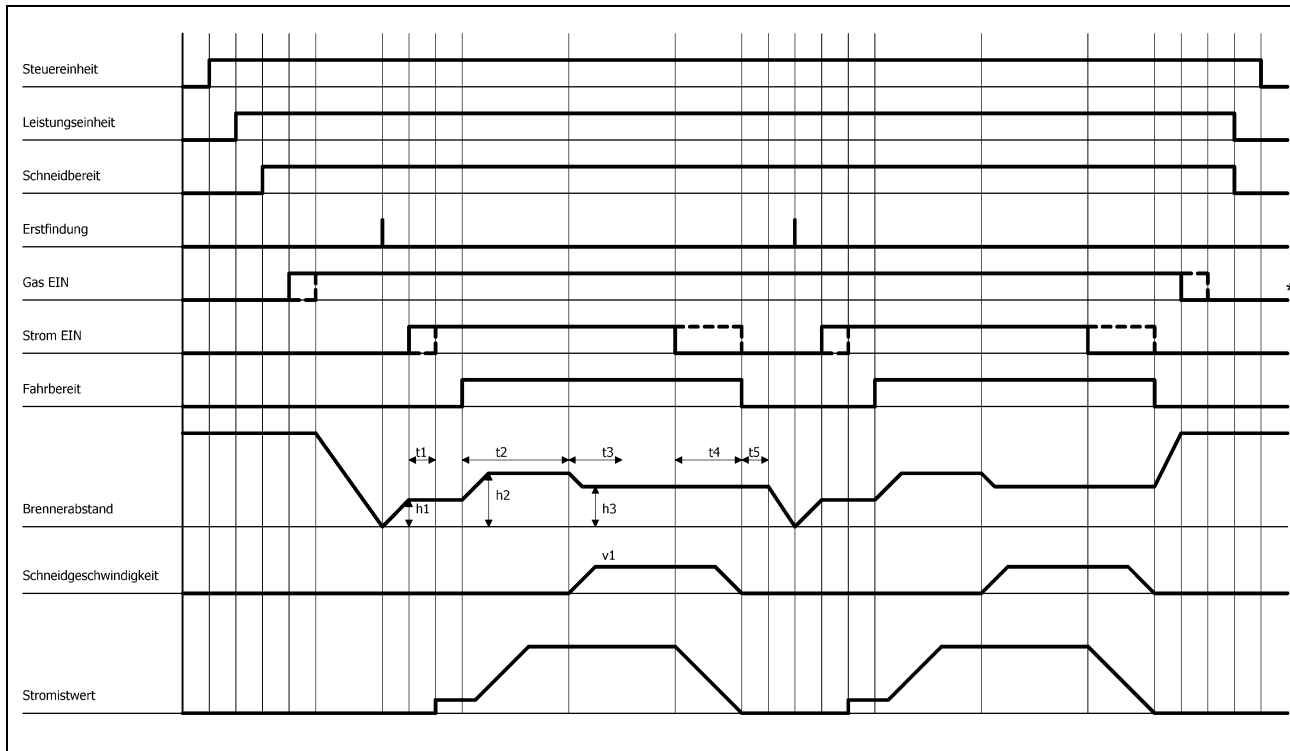 Steuereinheit
Leistungseinheit
Schneidbereit
Erstfindung
Gas EIN
*
Strom EIN
Fahrbereit
t1
t2
t3
t4
t5
h1
h2
h3
Brennerabstand
v1
Schneidgeschwindigkeit
Stromistwert